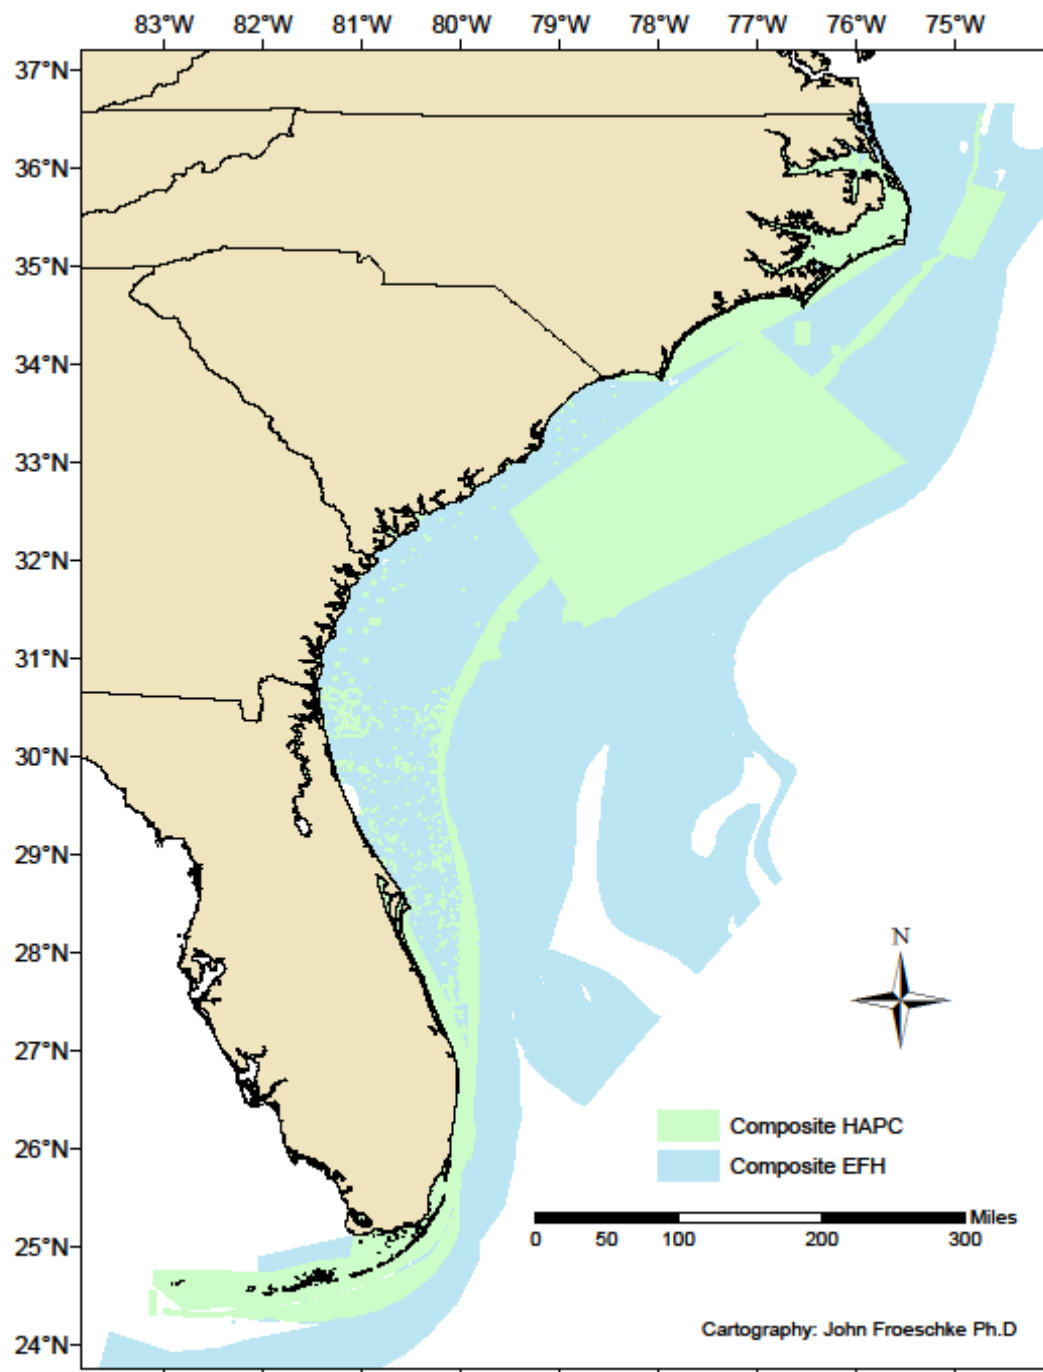 83°W 82°W 81°W 80°W 79°W 78°W 77°W 76°W 75°W
37°N
36°N
35°N
34°N
33°N
32°N
31°N
30°N
29°N
28°N
27°N
26°N
25°N
24°N
N
Composite HAPC
Composite EFH
Miles
0 50 100 200 300
Cartography: John Froeschke Ph.D